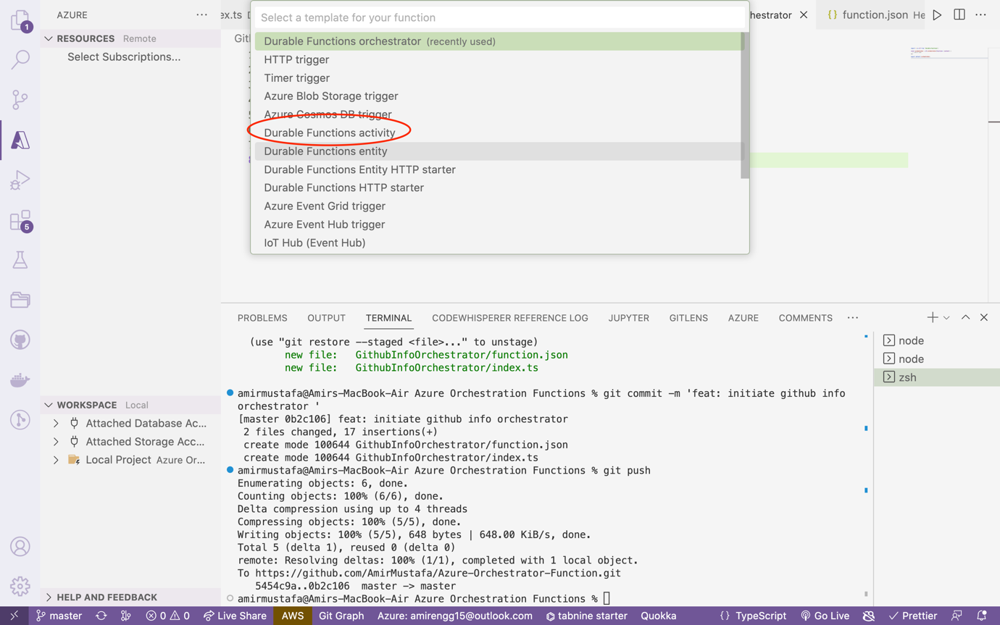 AZURE
RESOURCES Remote
Select Subscriptions...
WORKSPACE Local
Attached Database Ac...
Attached Storage Acc...
Local Project Azure Or...
HELP AND FEEDBACK
1
5
Select a template for your function
Durable Functions orchestrator (recently used)
HTTP trigger
Timer trigger
Azure Blob Storage trigger
Azure Cosmos DB trigger
Durable Functions activity
Durable Functions entity
Durable Functions Entity HTTP starter
Durable Functions HTTP starter
Azure Event Grid trigger
Azure Event Hub trigger
IoT Hub (Event Hub)
ex.ts
hestrator
{} function.json He
Gitl
PROBLEMS OUTPUT TERMINAL CODEWHISPERER REFERENCE LOG JUPYTER GITLENS AZURE COMMENTS
(use "git restore --staged <file>..." to unstage)
new file: GithubInfoOrchestrator/function.json
new file: GithubInfoOrchestrator/index.ts
amirmustafa@Amirs-MacBook-Air Azure Orchestration Functions % git commit -m 'feat: initiate github info
orchestrator '
[master 0b2c106] feat: initiate github info orchestrator
2 files changed, 17 insertions(+)
create mode 100644 GithubInfoOrchestrator/function.json
create mode 100644 GithubInfoOrchestrator/index.ts
amirmustafa@Amirs-MacBook-Air Azure Orchestration Functions % git push
Enumerating objects: 6, done.
Counting objects: 100% (6/6), done.
Delta compression using up to 4 threads
Compressing objects: 100% (5/5), done.
Writing objects: 100% (5/5), 648 bytes | 648.00 KiB/s, done.
Total 5 (delta 1), reused 0 (delta 0)
remote: Resolving deltas: 100% (1/1), completed with 1 local object.
To https://github.com/AmirMustafa/Azure-Orchestrator-Function.git
5454c9a..0b2c106 master -> master
amirmustafa@Amirs-MacBook-Air Azure Orchestration Functions %
node
node
zsh
master 0 0 Live Share AWS Git Graph Azure: amirengg15@outlook.com tabnine starter Quokka {} TypeScript Go Live Prettier